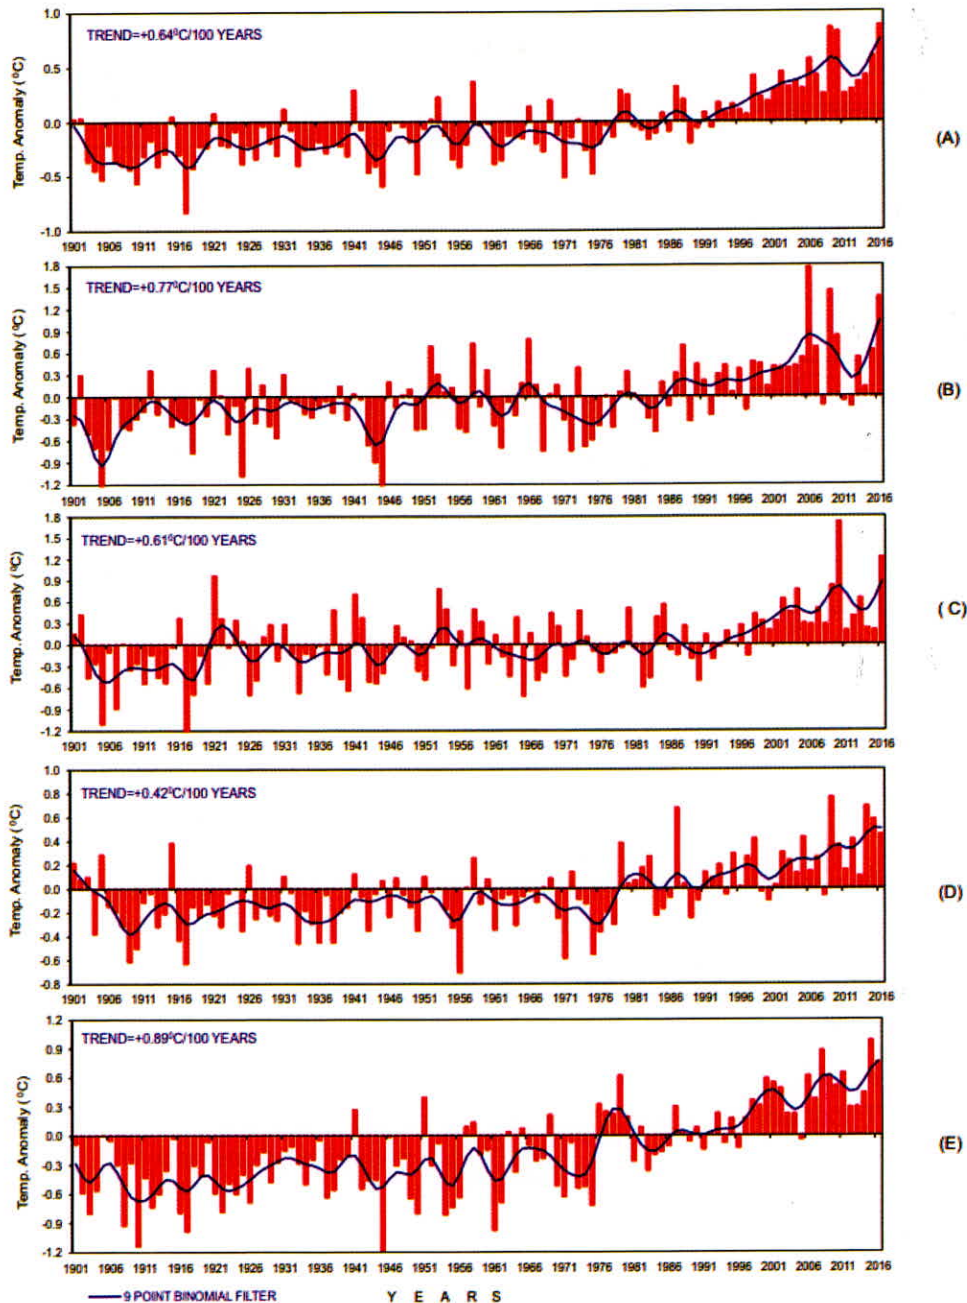 TREND=+0.64⁰C/100 YEARS
Temp. Anomaly (⁰C)
1.0
0.5
0.0
-0.5
-1.0
(A)
1901 1906 1911 1916 1921 1926 1931 1936 1941 1946 1951 1956 1961 1966 1971 1976 1981 1986 1991 1996 2001 2006 2011 2016
TREND=+0.77⁰C/100 YEARS
Temp. Anomaly (⁰C)
1.8
1.5
1.2
0.9
0.6
0.3
0.0
-0.3
-0.6
-0.9
-1.2
(B)
1901 1906 1911 1916 1921 1926 1931 1936 1941 1946 1951 1956 1961 1966 1971 1976 1981 1986 1991 1996 2001 2006 2011 2016
TREND=+0.61⁰C/100 YEARS
Temp. Anomaly (⁰C)
1.8
1.5
1.2
0.9
0.6
0.3
0.0
-0.3
-0.6
-0.9
-1.2
( C)
1901 1906 1911 1916 1921 1926 1931 1936 1941 1946 1951 1956 1961 1966 1971 1976 1981 1986 1991 1996 2001 2006 2011 2016
TREND=+0.42⁰C/100 YEARS
Temp. Anomaly (⁰C)
1.0
0.8
0.6
0.4
0.2
0.0
-0.2
-0.4
-0.6
-0.8
(D)
1901 1906 1911 1916 1921 1926 1931 1936 1941 1946 1951 1956 1961 1966 1971 1976 1981 1986 1991 1996 2001 2006 2011 2016
TREND=+0.89⁰C/100 YEARS
Temp. Anomaly (⁰C)
1.2
0.9
0.6
0.3
0.0
-0.3
-0.6
-0.9
-1.2
(E)
1901 1906 1911 1916 1921 1926 1931 1936 1941 1946 1951 1956 1961 1966 1971 1976 1981 1986 1991 1996 2001 2006 2011 2016
9 POINT BINOMIAL FILTER
Y E A R S